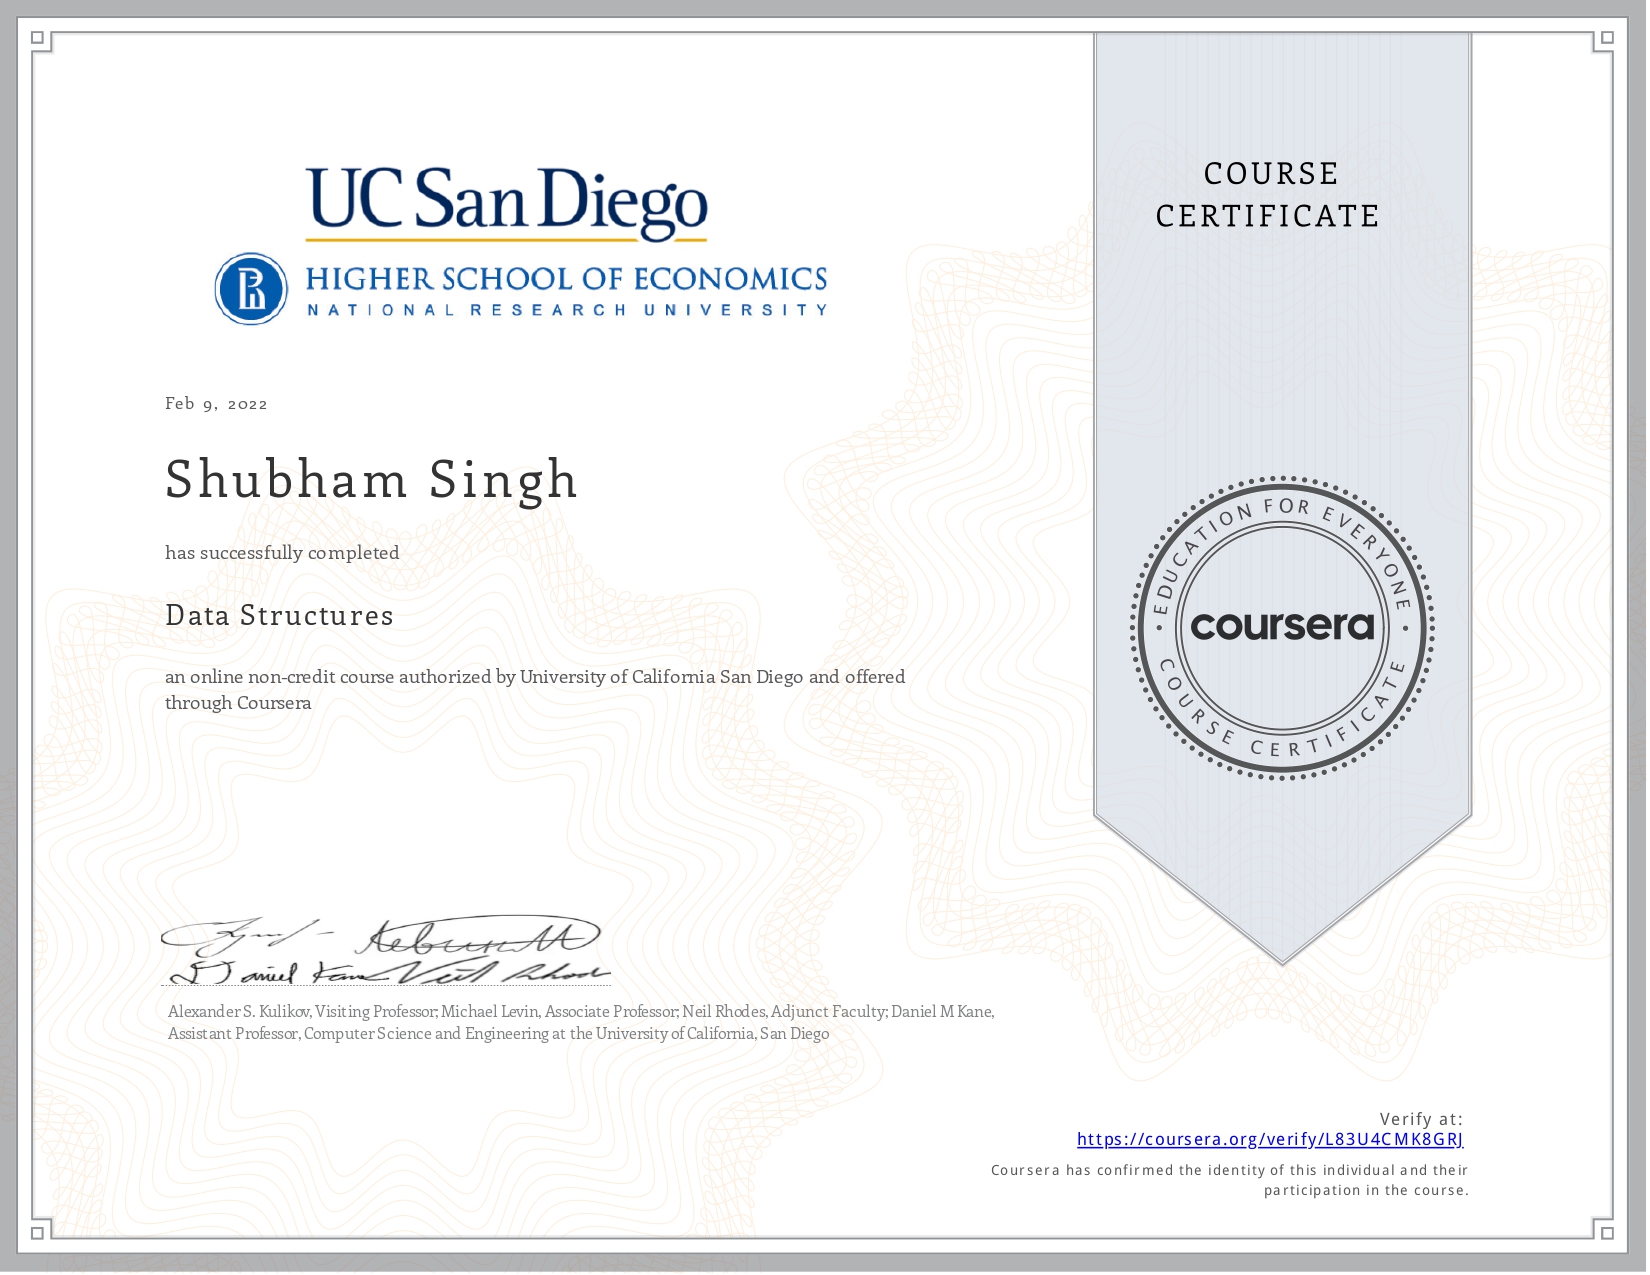 UC San Diego
HIGHER SCHOOL OF ECONOMICS
NATIONAL RESEARCH UNIVERSITY
COURSE
CERTIFICATE
Feb 9, 2022
Shubham Singh
has successfully completed
Data Structures
an online non-credit course authorized by University of California San Diego and offered
through Coursera
EDUCATION FOR EVERYONE
coursera
COURSE CERTIFICATE
Daniel Kane Neil Rhodes
Alexander S. Kulikov, Visiting Professor; Michael Levin, Associate Professor; Neil Rhodes, Adjunct Faculty; Daniel M Kane,
Assistant Professor, Computer Science and Engineering at the University of California, San Diego
Verify at:
https://coursera.org/verify/L83U4CMK8GRJ
Coursera has confirmed the identity of this individual and their
participation in the course.